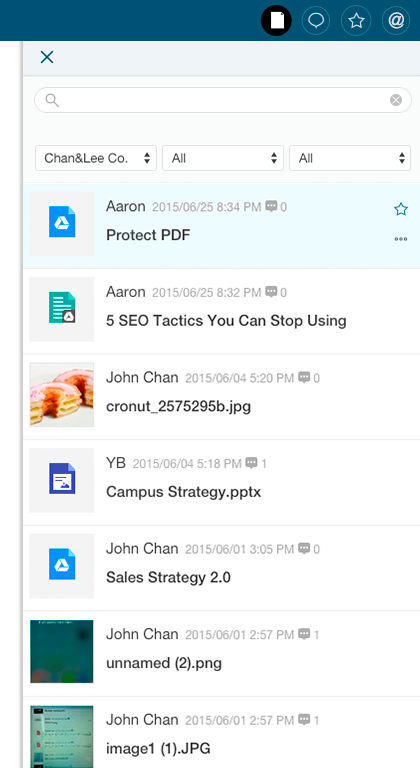 @
Chan&Lee Co. All All
Aaron 2015/06/25 8:34 PM 0
Protect PDF
Aaron 2015/06/25 8:32 PM 0
5 SEO Tactics You Can Stop Using
John Chan 2015/06/04 5:20 PM 0
cronut_2575295b.jpg
YB 2015/06/04 5:18 PM 1
Campus Strategy.pptx
John Chan 2015/06/01 3:05 PM 0
Sales Strategy 2.0
John Chan 2015/06/01 2:57 PM 1
unnamed (2).png
John Chan 2015/06/01 2:57 PM 1
image1 (1).JPG